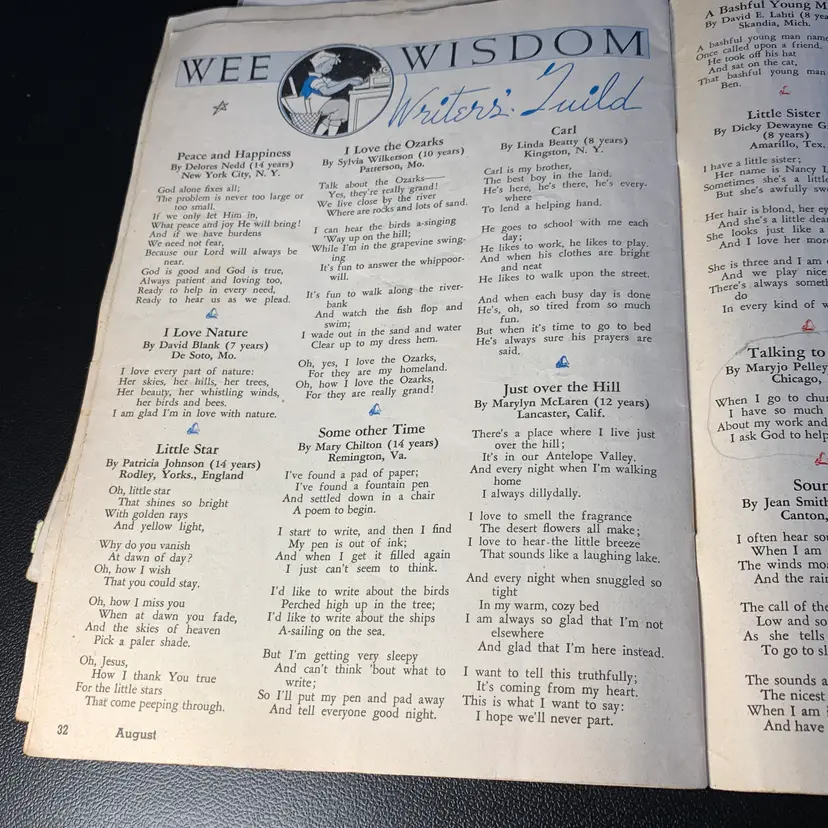 WEE WISDOM
Writers' Guild
Peace and Happiness
By Delores Nedd (14 years)
New York City, N. Y.
God alone fixes all;
The problem is never too large or
too small.
If we only let Him in,
What peace and joy He will bring!
And if we have burdens
We need not fear,
Because our Lord will always be
near.
God is good and God is true,
Always patient and loving too,
Ready to help in every need,
Ready to hear us as we plead.
I Love Nature
By David Blank (7 years)
De Soto, Mo.
I love every part of nature:
Her skies, her hills, her trees,
Her beauty, her whistling winds,
her birds and bees.
I am glad I'm in love with nature.
Little Star
By Patricia Johnson (14 years)
Rodley, Yorks., England
Oh, little star
That shines so bright
With golden rays
And yellow light,
Why do you vanish
At dawn of day?
Oh, how I wish
That you could stay.
Oh, how I miss you
When at dawn you fade,
And the skies of heaven
Pick a paler shade.
Oh, Jesus,
How I thank You true
For the little stars
That come peeping through.
I Love the Ozarks
By Sylvia Wilkerson (10 years)
Patterson, Mo.
Talk about the Ozarks—
Yes, they're really grand!
We live close by the river
Where are rocks and lots of sand.
I can hear the birds a-singing
'Way up on the hill;
While I'm in the grapevine swing-
ing
It's fun to answer the whippoor-
will.
It's fun to walk along the river-
bank
And watch the fish flop and
swim;
I wade out in the sand and water
Clear up to my dress hem.
Oh, yes, I love the Ozarks,
For they are my homeland.
Oh, how I love the Ozarks,
For they are really grand!
Some other Time
By Mary Chilton (14 years)
Remington, Va.
I've found a pad of paper;
I've found a fountain pen
And settled down in a chair
A poem to begin.
I start to write, and then I find
My pen is out of ink;
And when I get it filled again
I just can't seem to think.
I'd like to write about the birds
Perched high up in the tree;
I'd like to write about the ships
A-sailing on the sea.
But I'm getting very sleepy
And can't think 'bout what to
write;
So I'll put my pen and pad away
And tell everyone good night.
Carl
By Linda Beatty (8 years)
Kingston, N. Y.
Carl is my brother,
The best boy in the land.
He's here, he's there, he's every-
where
To lend a helping hand.
He goes to school with me each
day;
He likes to work, he likes to play.
And when his clothes are bright
and neat
He likes to walk upon the street.
And when each busy day is done
He's, oh, so tired from so much
fun.
But when it's time to go to bed
He's always sure his prayers are
said.
Just over the Hill
By Marylyn McLaren (12 years)
Lancaster, Calif.
There's a place where I live just
over the hill;
It's in our Antelope Valley.
And every night when I'm walking
home
I always dillydally.
I love to smell the fragrance
The desert flowers all make;
I love to hear the little breeze
That sounds like a laughing lake.
And every night when snuggled so
tight
In my warm, cozy bed
I am always so glad that I'm not
elsewhere
And glad that I'm here instead.
I want to tell this truthfully;
It's coming from my heart.
This is what I want to say:
I hope we'll never part.
32 August
A Bashful Young M
By David E. Lahti (8 yea
Skandia, Mich.
A bashful young man name
Once called upon a friend.
He took off his hat
And sat on the cat,
That bashful young man
Ben.
Little Sister
By Dicky Dewayne G
(8 years)
Amarillo, Tex.
I have a little sister;
Her name is Nancy L
Sometimes she's a littl
But she's awfully sw
Her hair is blond, her ey
And she's a little dea
She looks just like a
And I love her mor
She is three and I am
And we play nice
There's always somet
do
In every kind of w
Talking to
By Maryjo Pelley
Chicago,
When I go to chur
I have so much
About my work and
I ask God to help
Soun
By Jean Smith
Canton,
I often hear so
When I am
The winds mo
And the rai
The call of the
Low and so
As she tells
To go to sl
The sounds a
The nicest
When I am
And have